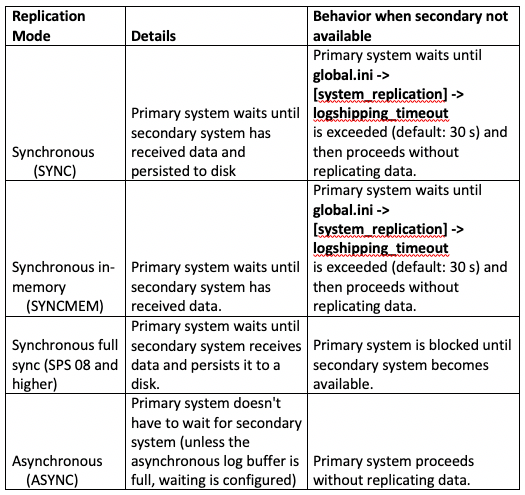 Replication
Mode
Details
Behavior when secondary not
available
Synchronous
(SYNC)
Primary system waits until
secondary system has
received data and
persisted to disk
Primary system waits until
global.ini ->
[system_replication] ->
logshipping_timeout
is exceeded (default: 30 s) and
then proceeds without
replicating data.
Synchronous in-
memory
(SYNCMEM)
Primary system waits until
secondary system has
received data.
Primary system waits until
global.ini ->
[system_replication] ->
logshipping_timeout
is exceeded (default: 30 s) and
then proceeds without
replicating data.
Synchronous full
sync (SPS 08 and
higher)
Primary system waits until
secondary system receives
data and persists it to a
disk.
Primary system is blocked until
secondary system becomes
available.
Asynchronous
(ASYNC)
Primary system doesn't
have to wait for secondary
system (unless the
asynchronous log buffer is
full, waiting is configured)
Primary system proceeds
without replicating data.